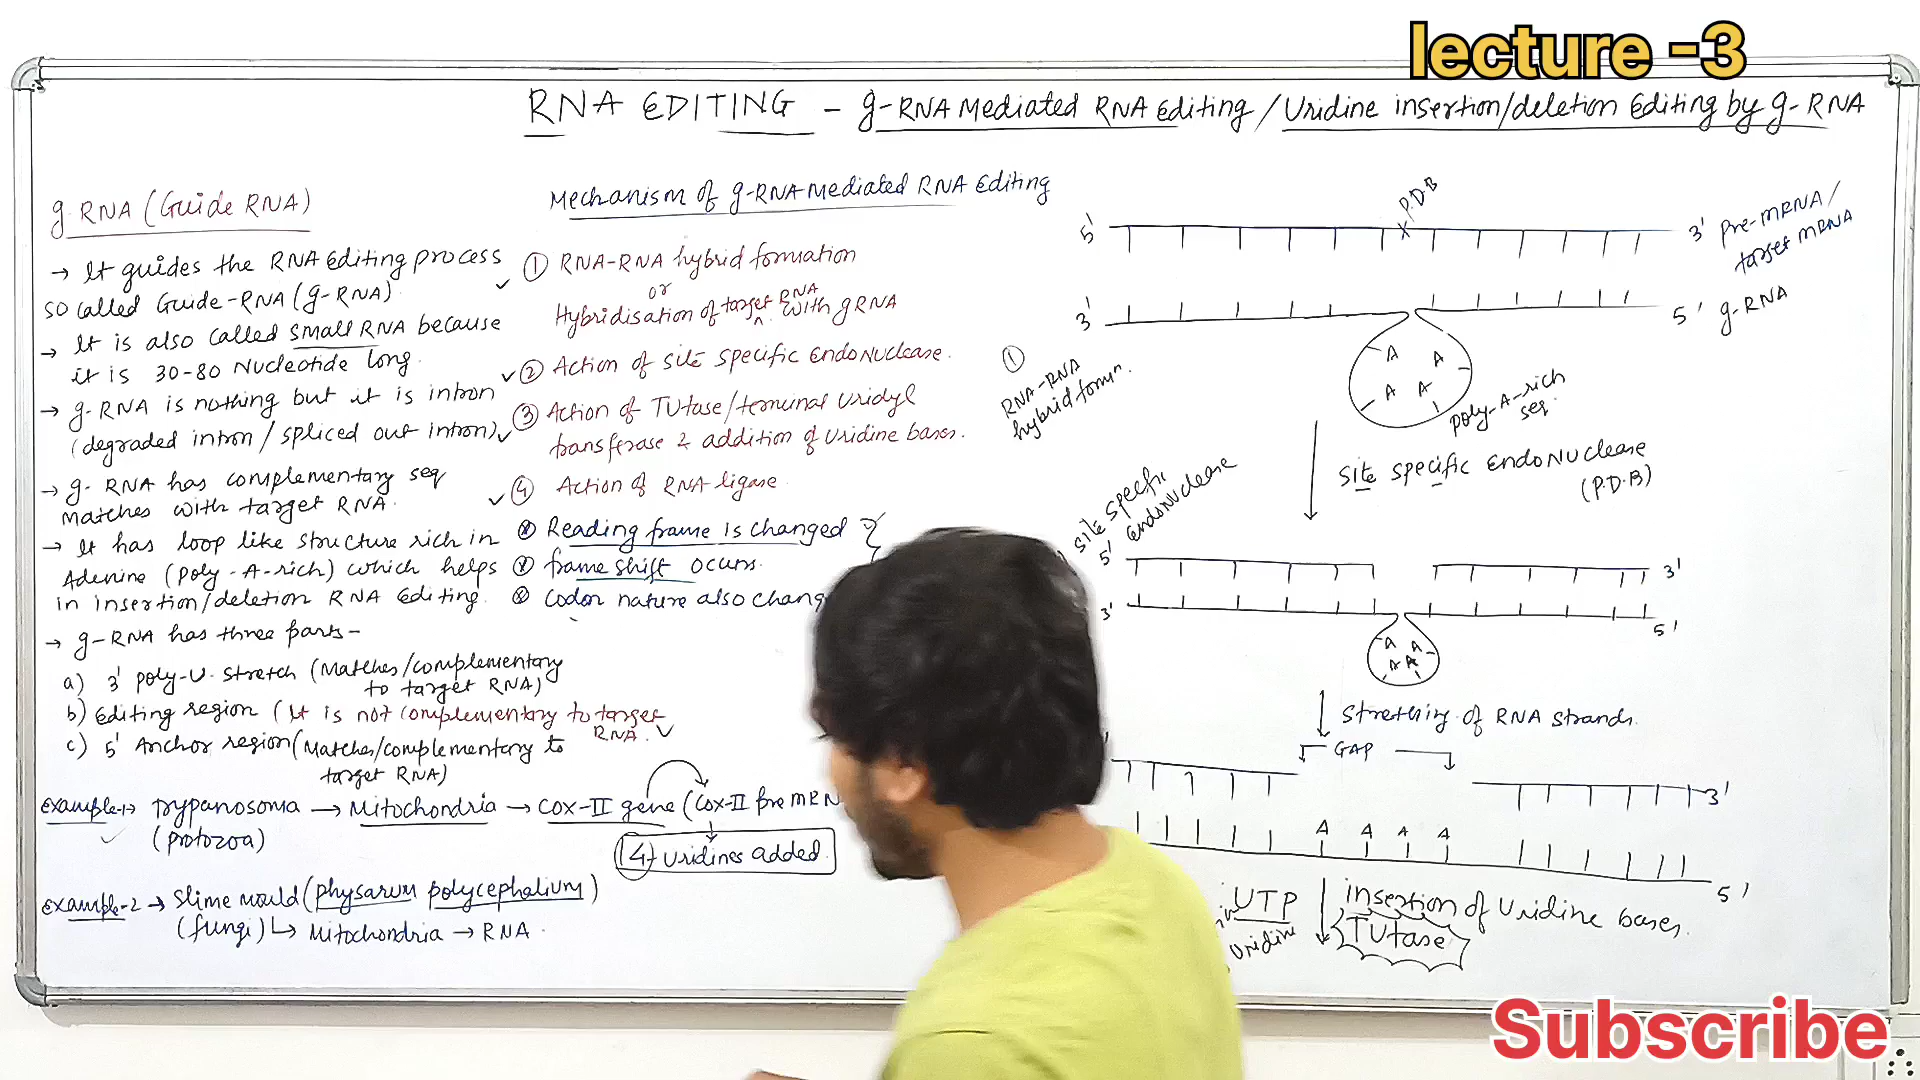 lecture -3
RNA EDITING - g-RNA Mediated RNA Editing / Uridine insertion/deletion Editing by g-RNA
g. RNA (Guide RNA)
→ It guides the RNA Editing process
so called Guide-RNA (g-RNA)
→ It is also called small RNA because
it is 30-80 Nucleotide long.
→ g-RNA is nothing but it is intron
(degraded intron / spliced out intron)
→ g- RNA has complementary seq
matches with target RNA.
→ It has loop like structure rich in
Adenine (Poly-A-rich) which helps
in insertion/deletion RNA Editing.
→ g-RNA has three parts-
a) 3' poly-U. stretch (Matches/complementary
to target RNA)
b) Editing region (It is not complementary to target
RNA.
c) 5' Anchor region (Matches/complementary to
target RNA)
Example-1 → Trypanosoma → Mitochondria → COX-II gene (COX-II pre mRN
(protozoa)
(4) Uridines added
Example-2 → Slime mould (physarum polycephalium)
(fungi) → Mitochondria → RNA.
Mechanism of g-RNA Mediated RNA Editing
① RNA-RNA hybrid formation
or
Hybridisation of target RNA with gRNA
② Action of Site specific Endonuclease.
③ Action of TUtase/terminal Uridyl
transferase & addition of Uridine bases.
④ Action of RNA ligase.
Reading frame is changed
frame shift occurs.
Codon nature also chang
P.D.B
X
5' 3' Pre-mRNA/
target mRNA
3' 5' g-RNA
A A
A A
Poly-A-rich
seq.
①
RNA-RNA
hybrid formn.
Site specific Endonuclease
(P.D.B)
Site specific
Endonuclease
5' 3'
3' 5'
A A
A A
Stretching of RNA strands.
GAP
3'
A A A A
5'
UTP
Uridine
insertion of Uridine bases.
TUtase
Subscribe